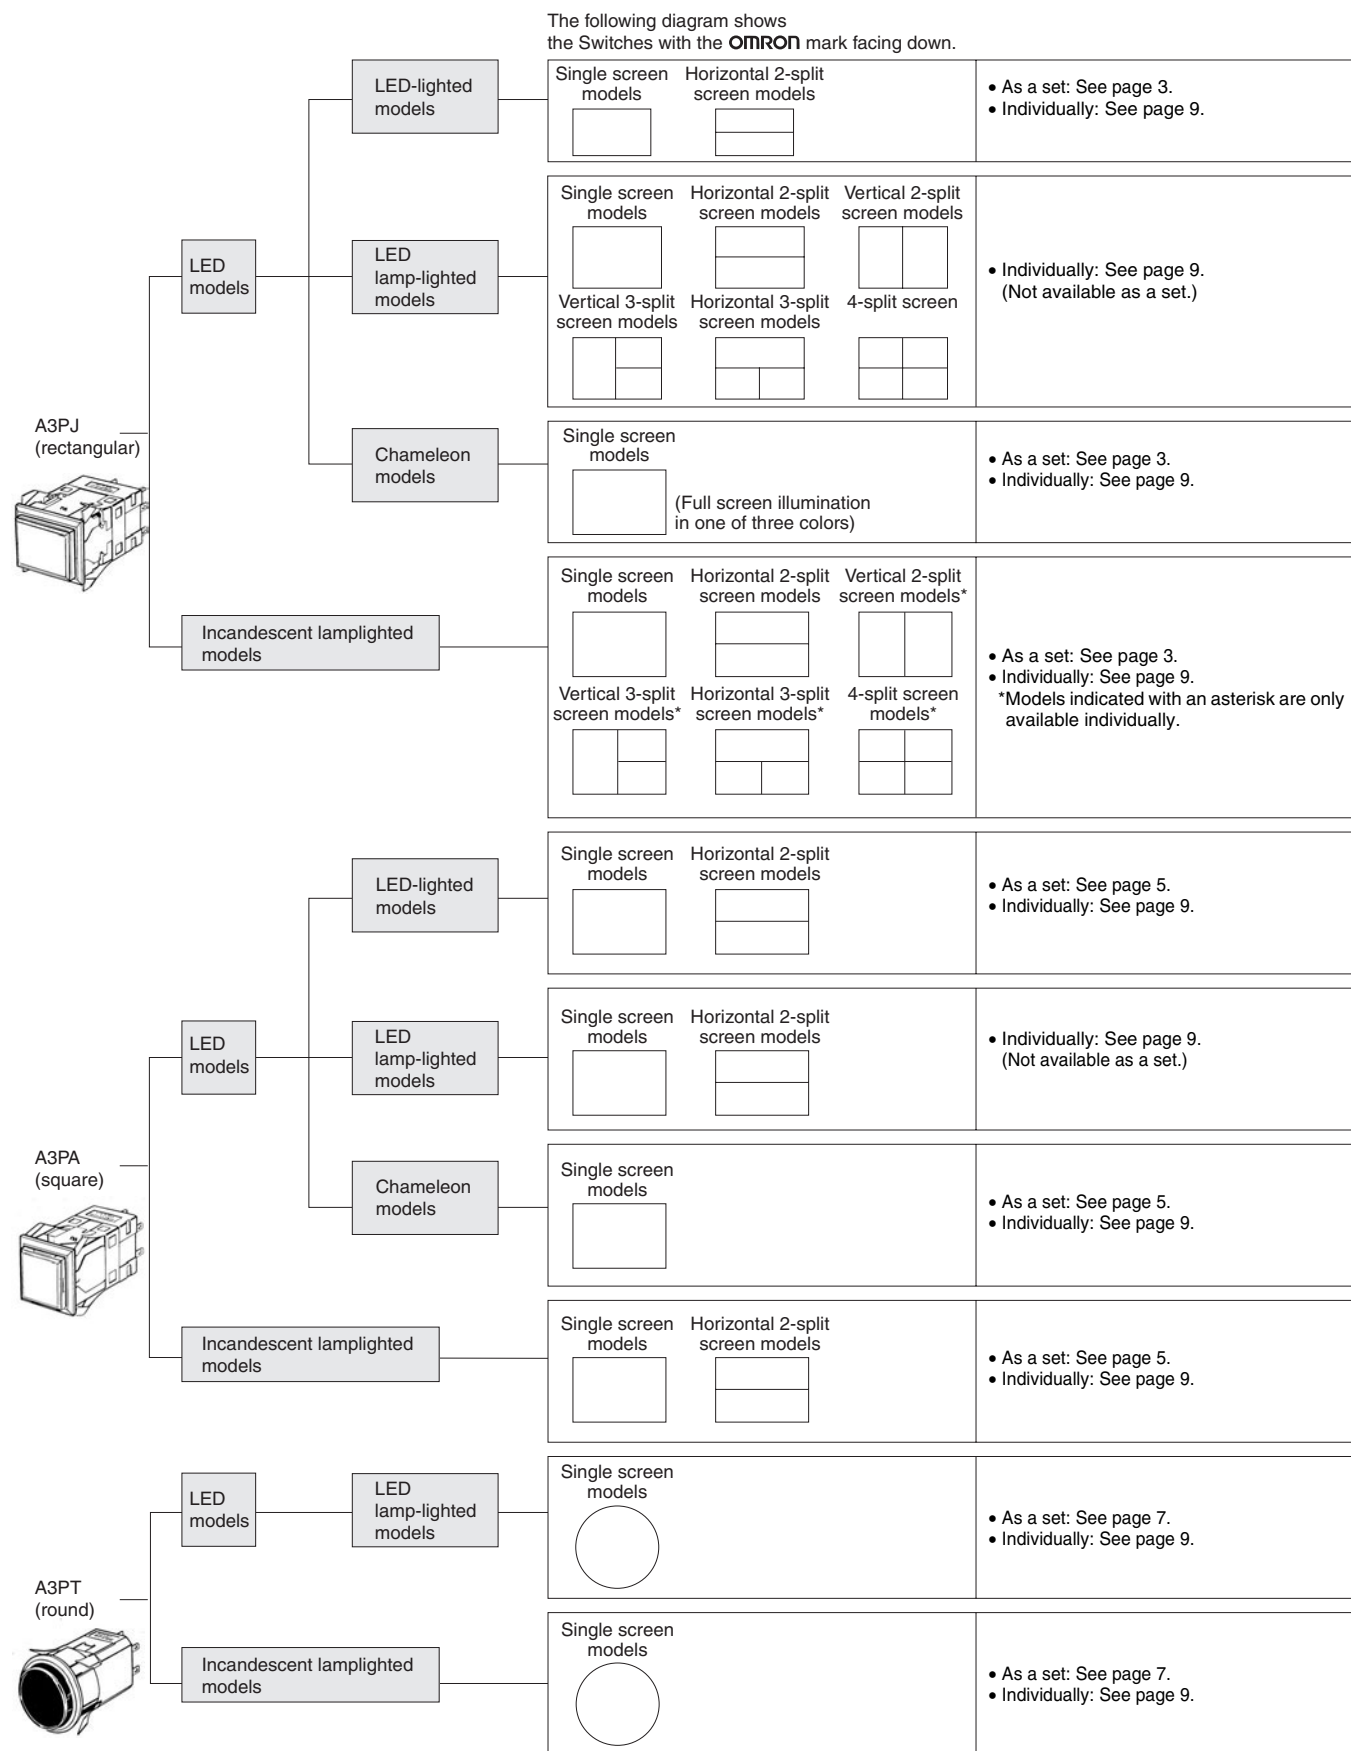 The following diagram shows
the Switches with the OMRON mark facing down.
LED-lighted
models
Single screen
models
Horizontal 2-split
screen models
• As a set: See page 3.
• Individually: See page 9.
LED
models
LED
lamp-lighted
models
Single screen
models
Horizontal 2-split
screen models
Vertical 2-split
screen models
Vertical 3-split
screen models
Horizontal 3-split
screen models
4-split screen
• Individually: See page 9.
(Not available as a set.)
A3PJ
(rectangular)
Chameleon
models
Single screen
models
(Full screen illumination
in one of three colors)
• As a set: See page 3.
• Individually: See page 9.
Incandescent lamplighted
models
Single screen
models
Horizontal 2-split
screen models
Vertical 2-split
screen models*
Vertical 3-split
screen models*
Horizontal 3-split
screen models*
4-split screen
models*
• As a set: See page 3.
• Individually: See page 9.
*Models indicated with an asterisk are only
available individually.
LED-lighted
models
Single screen
models
Horizontal 2-split
screen models
• As a set: See page 5.
• Individually: See page 9.
LED
models
LED
lamp-lighted
models
Single screen
models
Horizontal 2-split
screen models
• Individually: See page 9.
(Not available as a set.)
A3PA
(square)
Chameleon
models
Single screen
models
• As a set: See page 5.
• Individually: See page 9.
Incandescent lamplighted
models
Single screen
models
Horizontal 2-split
screen models
• As a set: See page 5.
• Individually: See page 9.
LED
models
LED
lamp-lighted
models
Single screen
models
• As a set: See page 7.
• Individually: See page 9.
A3PT
(round)
Incandescent lamplighted
models
Single screen
models
• As a set: See page 7.
• Individually: See page 9.